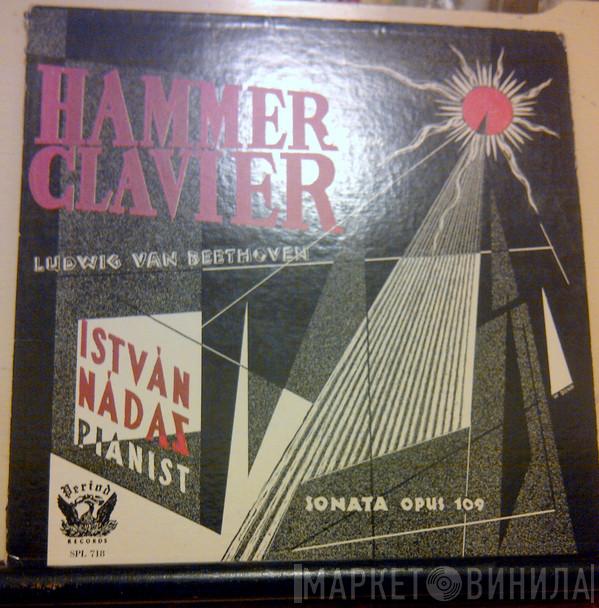 HAMMER
CLAVIER
LUDWIG VAN BEETHOVEN
ISTVÁN
NÁDAS
PIANIST
SONATA OPUS 109
Period
RECORDS
SPL 718
МАРКЕТ ВИНИЛА